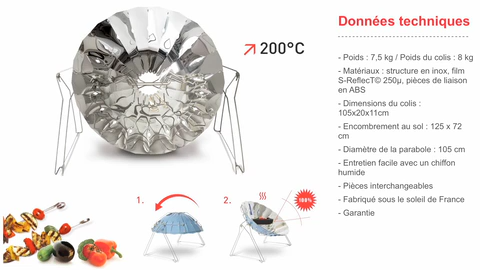 Données techniques
200°C
- Poids : 7,5 kg / Poids du colis : 8 kg
- Matériaux : structure en inox, film
S-ReflecT© 250µ, pièces de liaison
en ABS
- Dimensions du colis :
105x20x11cm
- Encombrement au sol : 125 x 72
cm
- Diamètre de la parabole : 105 cm
- Entretien facile avec un chiffon
humide
- Pièces interchangeables
- Fabriqué sous le soleil de France
- Garantie
1.
2.
100%